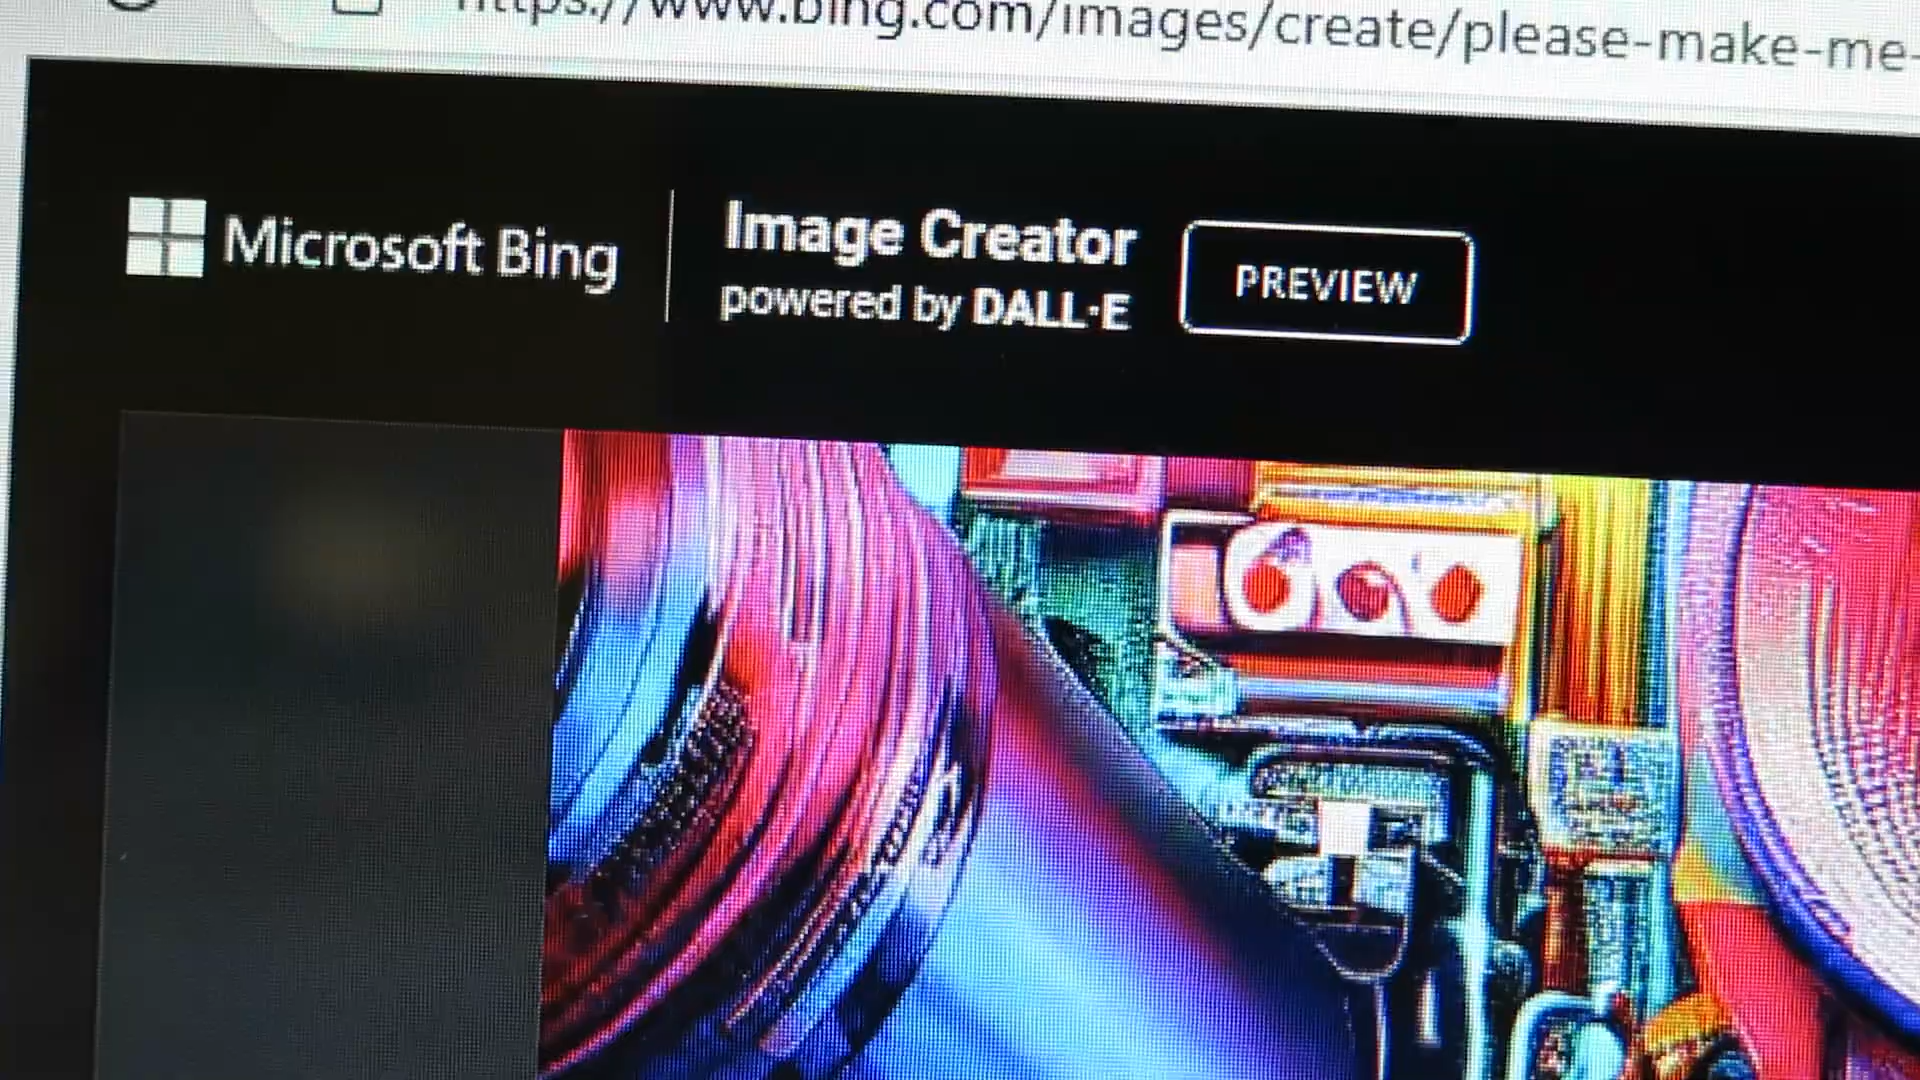 https://www.bing.com/images/create/please-make-me-
Microsoft Bing
Image Creator
powered by DALL·E
PREVIEW